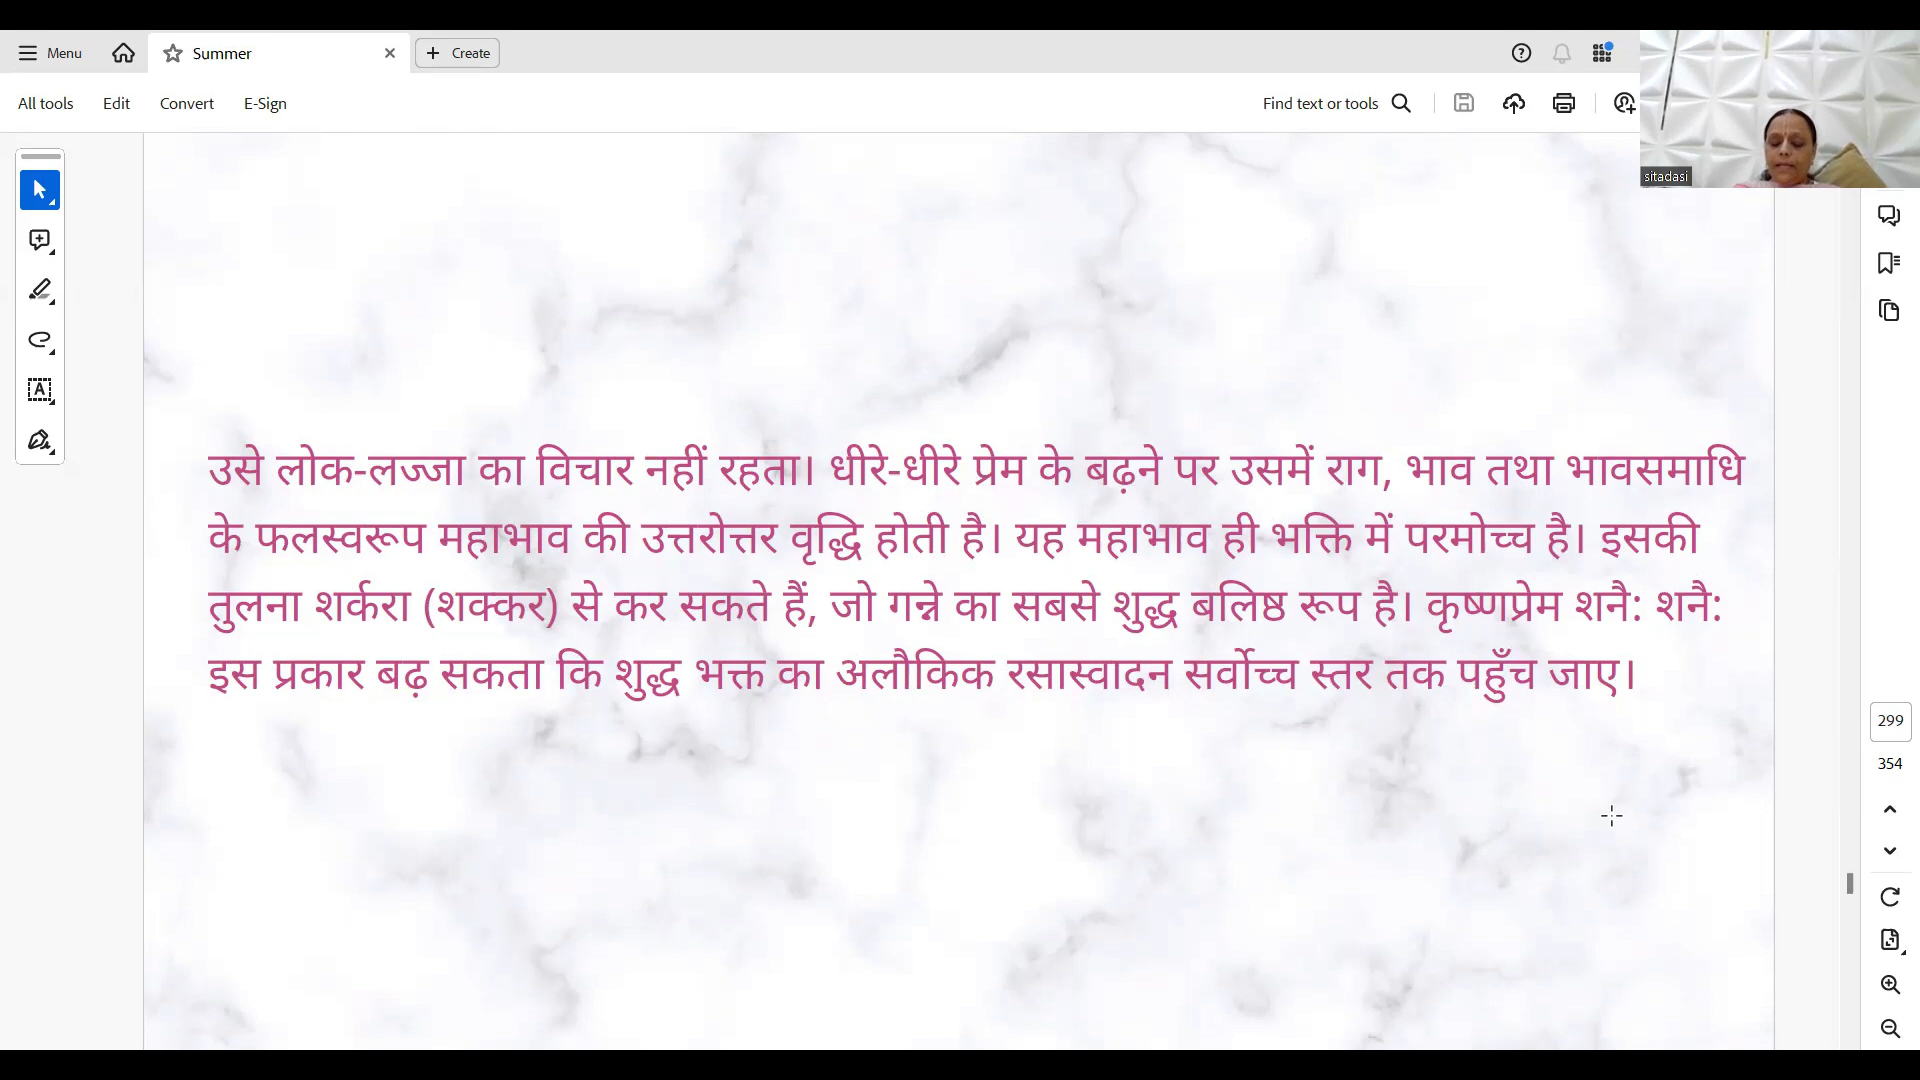 Menu
Summer
Create
All tools
Edit
Convert
E-Sign
Find text or tools
sitadasi
उसे लोक-लज्जा का विचार नहीं रहता। धीरे-धीरे प्रेम के बढ़ने पर उसमें राग, भाव तथा भावसमाधि
के फलस्वरूप महाभाव की उत्तरोत्तर वृद्धि होती है। यह महाभाव ही भक्ति में परमोच्च है। इसकी
तुलना शर्करा (शक्कर) से कर सकते हैं, जो गन्ने का सबसे शुद्ध बलिष्ठ रूप है। कृष्णप्रेम शनै: शनै:
इस प्रकार बढ़ सकता कि शुद्ध भक्त का अलौकिक रसास्वादन सर्वोच्च स्तर तक पहुँच जाए।
299
354